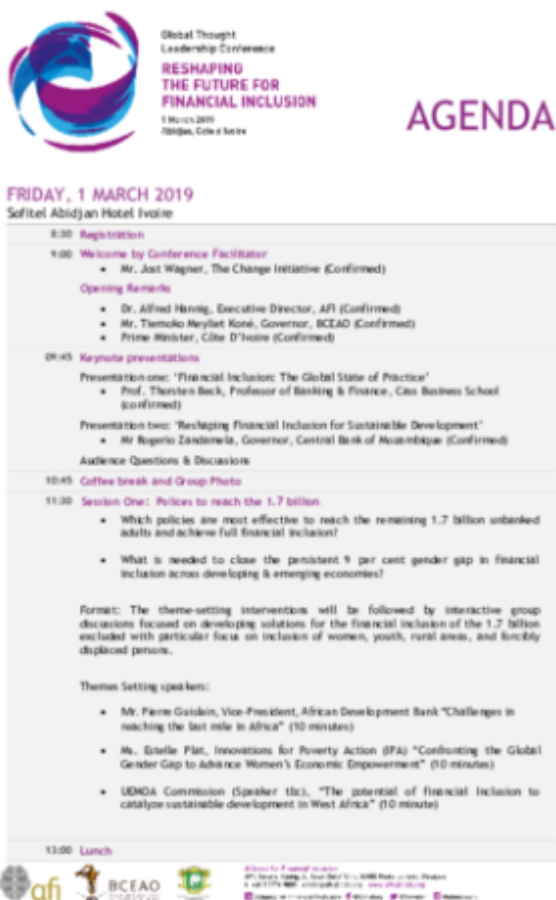 Global Thought
Leadership Conference
RESHAPING
THE FUTURE FOR
FINANCIAL INCLUSION
1 March 2019
Abidjan, Cote d'Ivoire
AGENDA
FRIDAY, 1 MARCH 2019
Sofitel Abidjan Hotel Ivoire
8:30 Registration
9:00 Welcome by Conference Facilitator
• Mr. Jost Wagner, The Change Initiative (Confirmed)
Opening Remarks
• Dr. Alfred Hannig, Executive Director, AFI (Confirmed)
• Mr. Tiemoko Meyliet Koné, Governor, BCEAO (Confirmed)
• Prime Minister, Côte D'Ivoire (Confirmed)
09:45 Keynote presentations
Presentation one: "Financial Inclusion: The Global State of Practice"
• Prof. Thorsten Beck, Professor of Banking & Finance, Cass Business School
(confirmed)
Presentation two: "Reshaping Financial Inclusion for Sustainable Development"
• Mr Rogerio Zandamela, Governor, Central Bank of Mozambique (Confirmed)
Audience Questions & Discussions
10:45 Coffee break and Group Photo
11:30 Session One: Polices to reach the 1.7 billion
• Which policies are most effective to reach the remaining 1.7 billion unbanked
adults and achieve full financial inclusion?
• What is needed to close the persistent 9 per cent gender gap in financial
inclusion across developing & emerging economies?
Format: The theme-setting interventions will be followed by interactive group
discussions focused on developing solutions for the financial inclusion of the 1.7 billion
excluded with particular focus on inclusion of women, youth, rural areas, and forcibly
displaced persons.
Themes Setting speakers:
• Mr. Pierre Guislain, Vice-President, African Development Bank "Challenges in
reaching the last mile in Africa" (10 minutes)
• Ms. Estelle Plat, Innovations for Poverty Action (IPA) "Confronting the Global
Gender Gap to Advance Women's Economic Empowerment" (10 minutes)
• UEMOA Commission (Speaker tbc), "The potential of financial Inclusion to
catalyze sustainable development in West Africa" (10 minute)
13:00 Lunch
afi
BCEAO
Alliance for Financial Inclusion